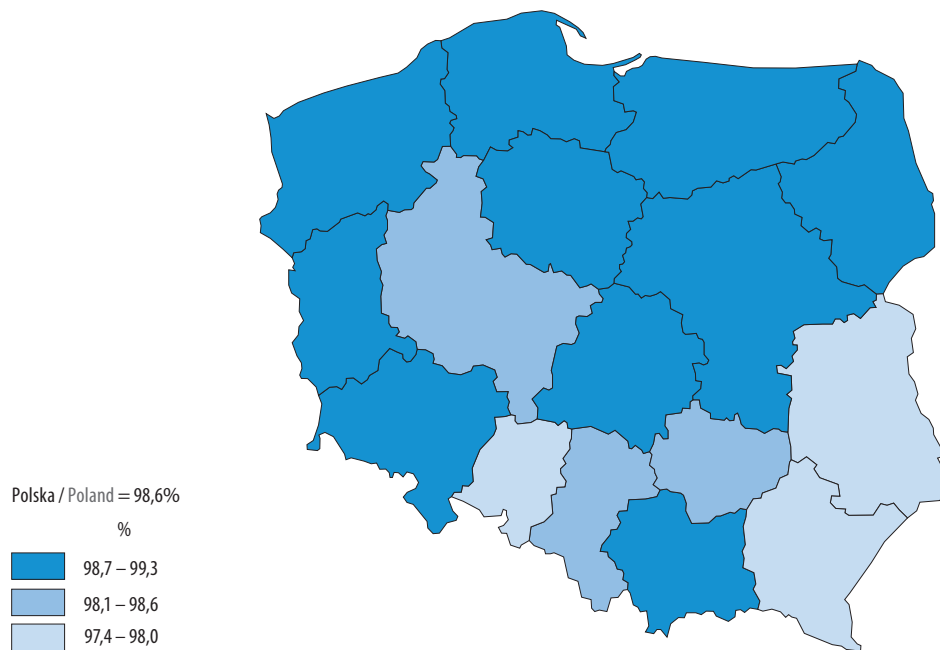 Polska / Poland = 98,6%
%
98,7 – 99,3
98,1 – 98,6
97,4 – 98,0